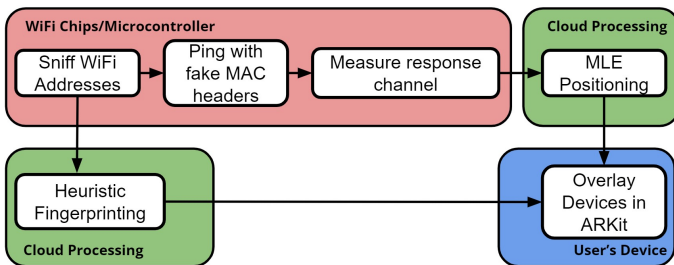 WiFi Chips/Microcontroller
Cloud Processing
Sniff WiFi
Addresses
Ping with
fake MAC
headers
Measure response
channel
MLE
Positioning
Heuristic
Fingerprinting
Overlay
Devices in
ARKit
Cloud Processing
User's Device